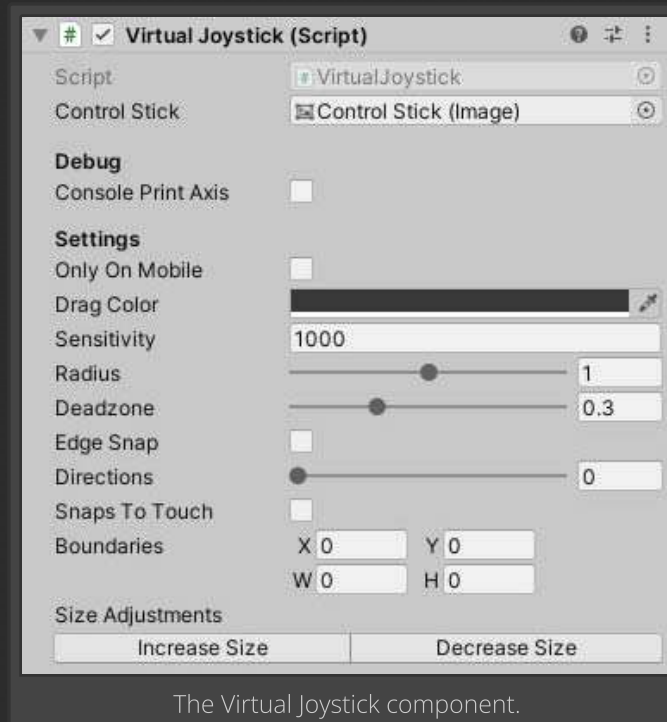 # Virtual Joystick (Script)
Script # VirtualJoystick
Control Stick Control Stick (Image)
Debug
Console Print Axis
Settings
Only On Mobile
Drag Color
Sensitivity 1000
Radius 1
Deadzone 0.3
Edge Snap
Directions 0
Snaps To Touch
Boundaries X 0 Y 0
W 0 H 0
Size Adjustments
Increase Size Decrease Size
The Virtual Joystick component.